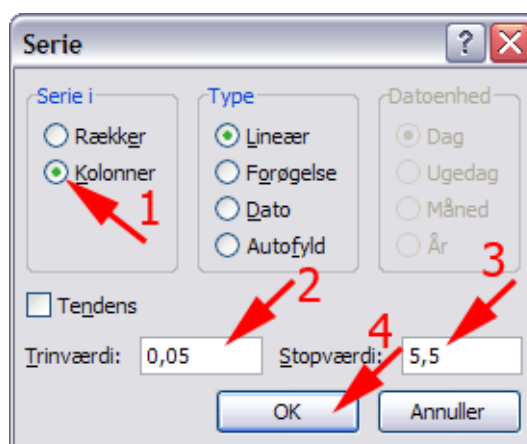 Serie
Serie i
Type
Datoenhed
Rækker
Lineær
Dag
Kolonner
Forøgelse
Ugedag
1
Dato
Måned
Autofyld
År
3
2
Tendens
4
Trinværdi: 0,05
Stopværdi: 5,5
OK
Annuller